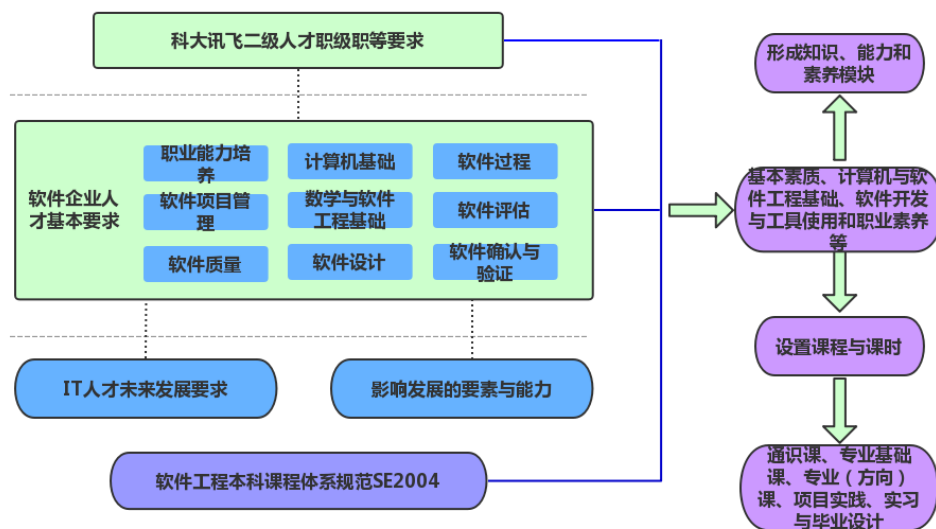 科大讯飞二级人才职级职等要求
软件企业人
才基本要求
职业能力培
养
计算机基础
软件过程
软件项目管
理
数学与软件
工程基础
软件评估
软件质量
软件设计
软件确认与
验证
IT人才未来发展要求
影响发展的要素与能力
软件工程本科课程体系规范SE2004
形成知识、能力和
素养模块
基本素质、计算机与软
件工程基础、软件开发
与工具使用和职业素养
等
设置课程与课时
通识课、专业基础
课、专业（方向）
课、项目实践、实习
与毕业设计